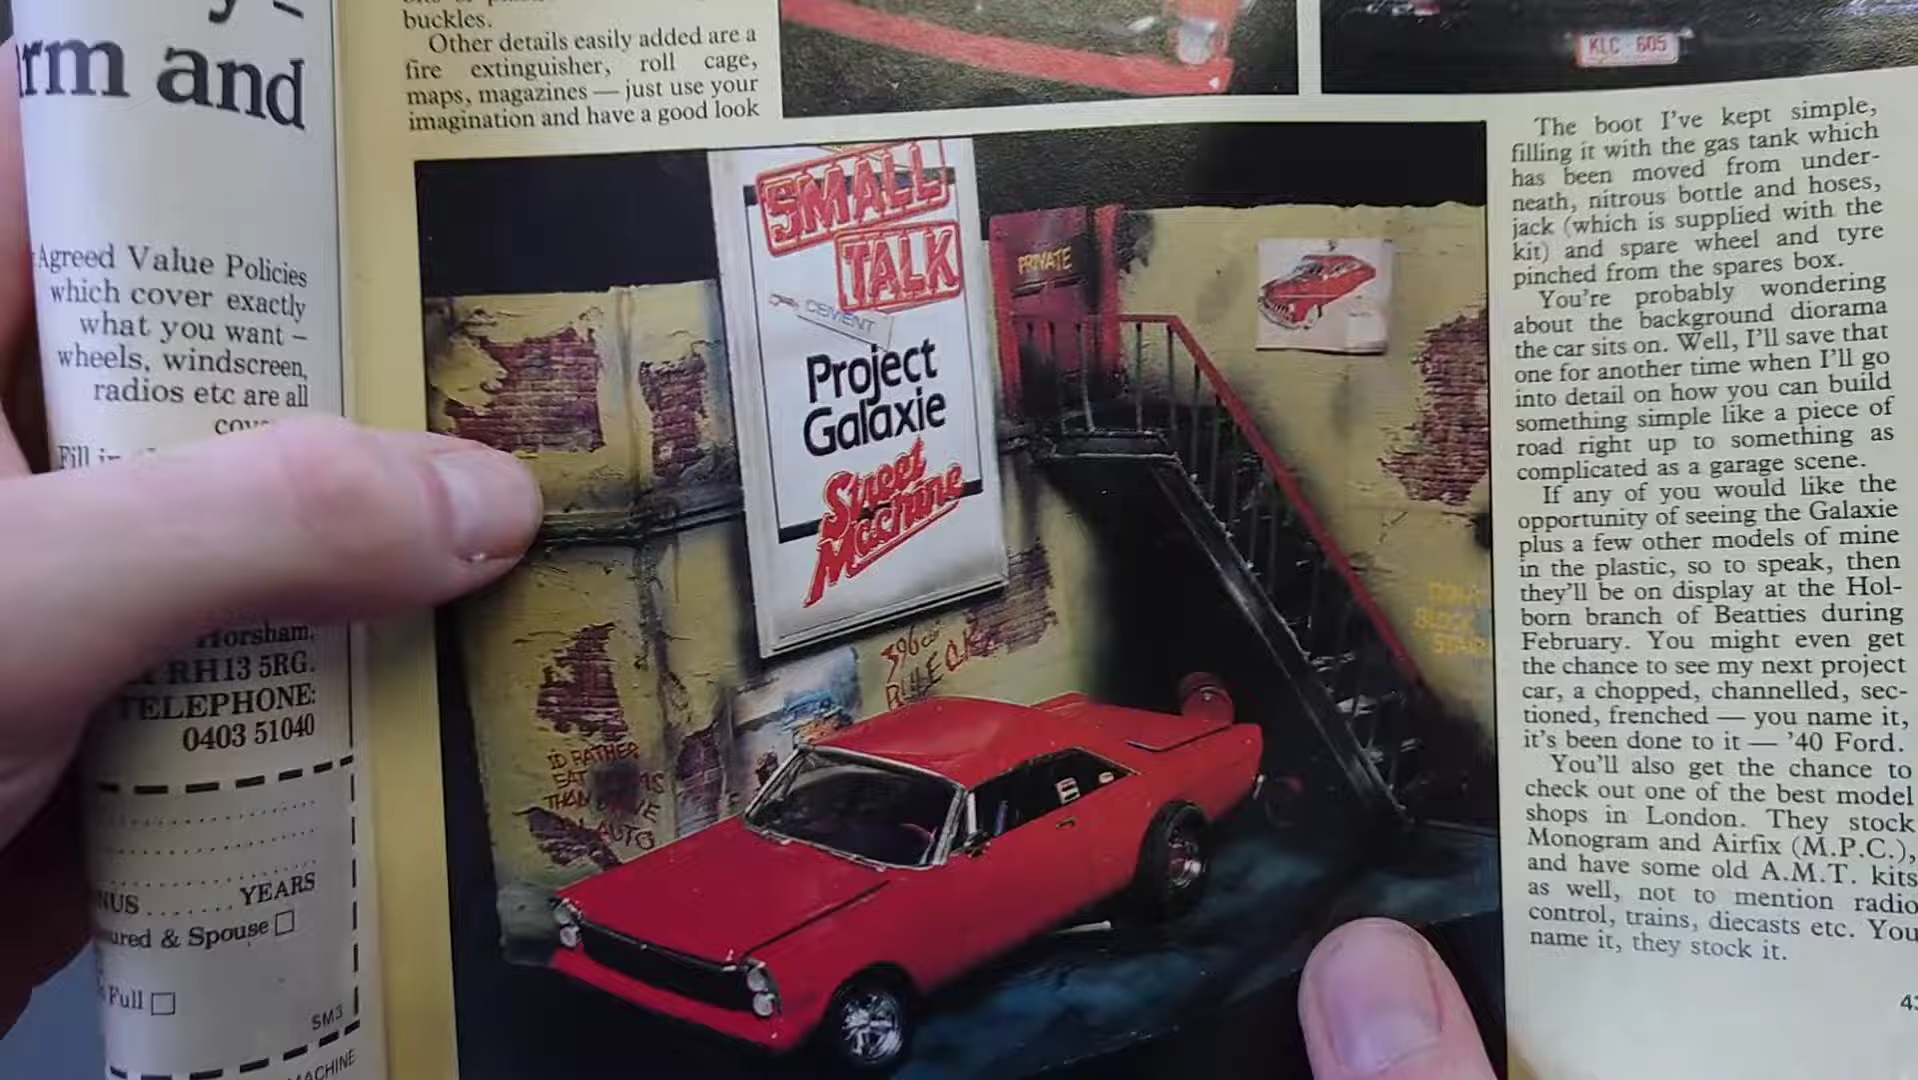 rm and
Agreed Value Policies
which cover exactly
what you want –
wheels, windscreen,
radios etc are all
Horsham,
RH13 5RG.
TELEPHONE:
0403 51040
YEARS
& Spouse
Full
SM3
MACHINE
buckles.
Other details easily added are a
fire extinguisher, roll cage,
maps, magazines — just use your
imagination and have a good look
KLC 605
SMALL
TALK
CEMENT
Project
Galaxie
Street
Machine
PRIVATE
396
RULE OK
I'D RATHER
EAT
THAN
AUTO
BLOCK
The boot I've kept simple,
filling it with the gas tank which
has been moved from under-
neath, nitrous bottle and hoses,
jack (which is supplied with the
kit) and spare wheel and tyre
pinched from the spares box.
You're probably wondering
about the background diorama
the car sits on. Well, I'll save that
one for another time when I'll go
into detail on how you can build
something simple like a piece of
road right up to something as
complicated as a garage scene.
If any of you would like the
opportunity of seeing the Galaxie
plus a few other models of mine
in the plastic, so to speak, then
they'll be on display at the Hol-
born branch of Beatties during
February. You might even get
the chance to see my next project
car, a chopped, channelled, sec-
tioned, frenched — you name it,
it's been done to it — '40 Ford.
You'll also get the chance to
check out one of the best model
shops in London. They stock
Monogram and Airfix (M.P.C.),
and have some old A.M.T. kits
as well, not to mention radio
control, trains, diecasts etc. You
name it, they stock it.